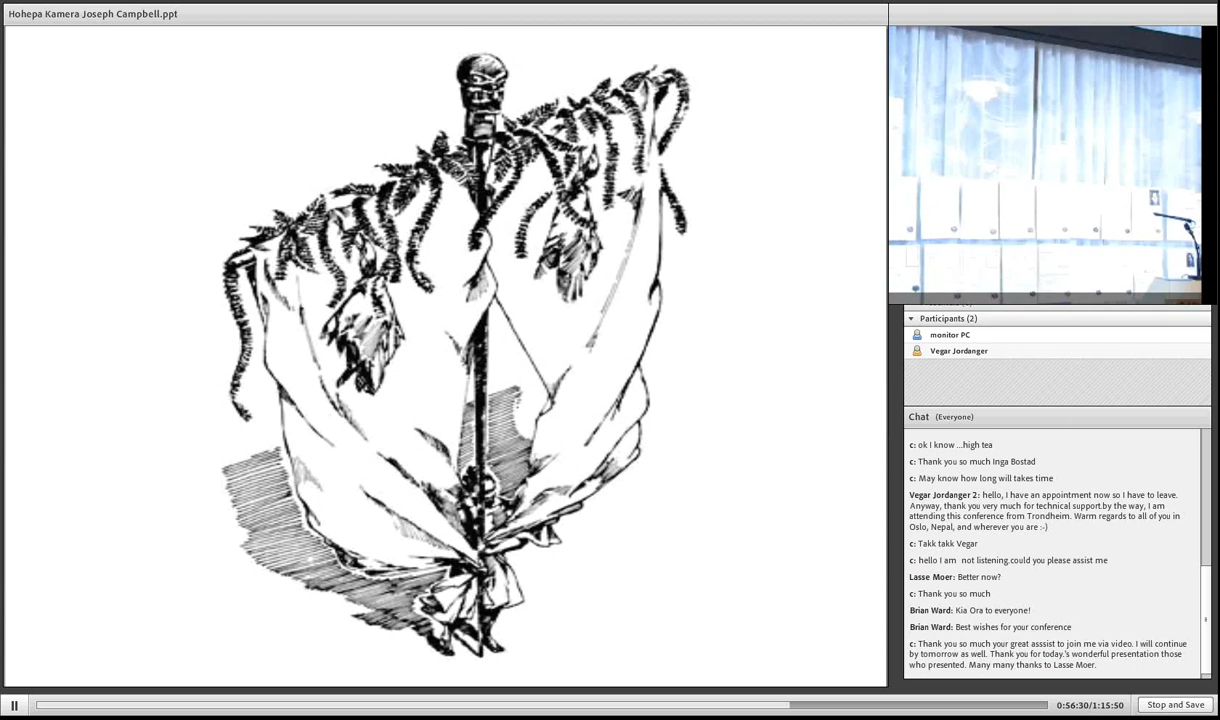 Hohepa Kamera Joseph Campbell.ppt
Participants (2)
monitor PC
Vegar Jordanger
Chat (Everyone)
c: ok I know ...high tea
c: Thank you so much Inga Bostad
c: May know how long will takes time
Vegar Jordanger 2: hello, I have an appointment now so I have to leave.
Anyway, thank you very much for technical support.by the way, I am
attending this conference from Trondheim. Warm regards to all of you in
Oslo, Nepal, and wherever you are :-)
c: Takk takk Vegar
c: hello I am  not listening.could you please assist me
Lasse Moer: Better now?
c: Thank you so much
Brian Ward: Kia Ora to everyone!
Brian Ward: Best wishes for your conference
c: Thank you so much your great asssist to join me via video. I will continue
by tomorrow as well. Thank you for today.'s wonderful presentation those
who presented. Many many thanks to Lasse Moer.
0:56:30/1:15:50
Stop and Save